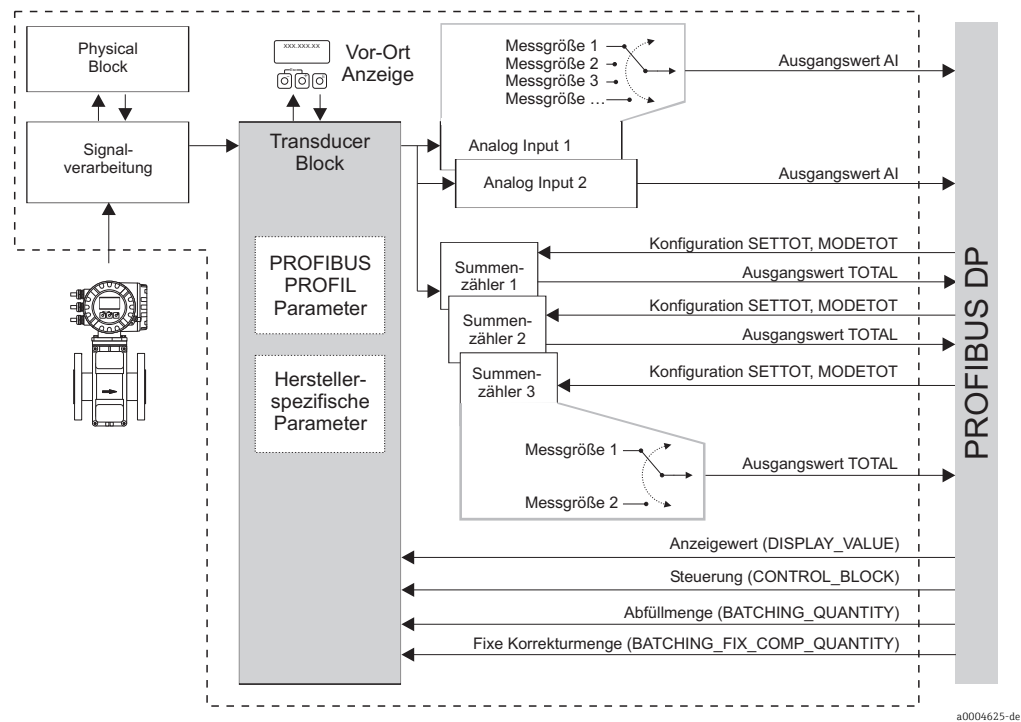 Physical
Block
Signal-
verarbeitung
xxx.xxx.xx
Vor-Ort
Anzeige
Transducer
Block
PROFIBUS
PROFIL
Parameter
Hersteller-
spezifische
Parameter
Messgröße 1
Messgröße 2
Messgröße 3
Messgröße ...
Analog Input 1
Analog Input 2
Ausgangswert AI
Ausgangswert AI
Summen-
zähler 1
Summen-
zähler 2
Summen-
zähler 3
Messgröße 1
Messgröße 2
Konfiguration SETTOT, MODETOT
Ausgangswert TOTAL
Konfiguration SETTOT, MODETOT
Ausgangswert TOTAL
Konfiguration SETTOT, MODETOT
Ausgangswert TOTAL
Anzeigewert (DISPLAY_VALUE)
Steuerung (CONTROL_BLOCK)
Abfüllmenge (BATCHING_QUANTITY)
Fixe Korrekturmenge (BATCHING_FIX_COMP_QUANTITY)
PROFIBUS DP
a0004625-de